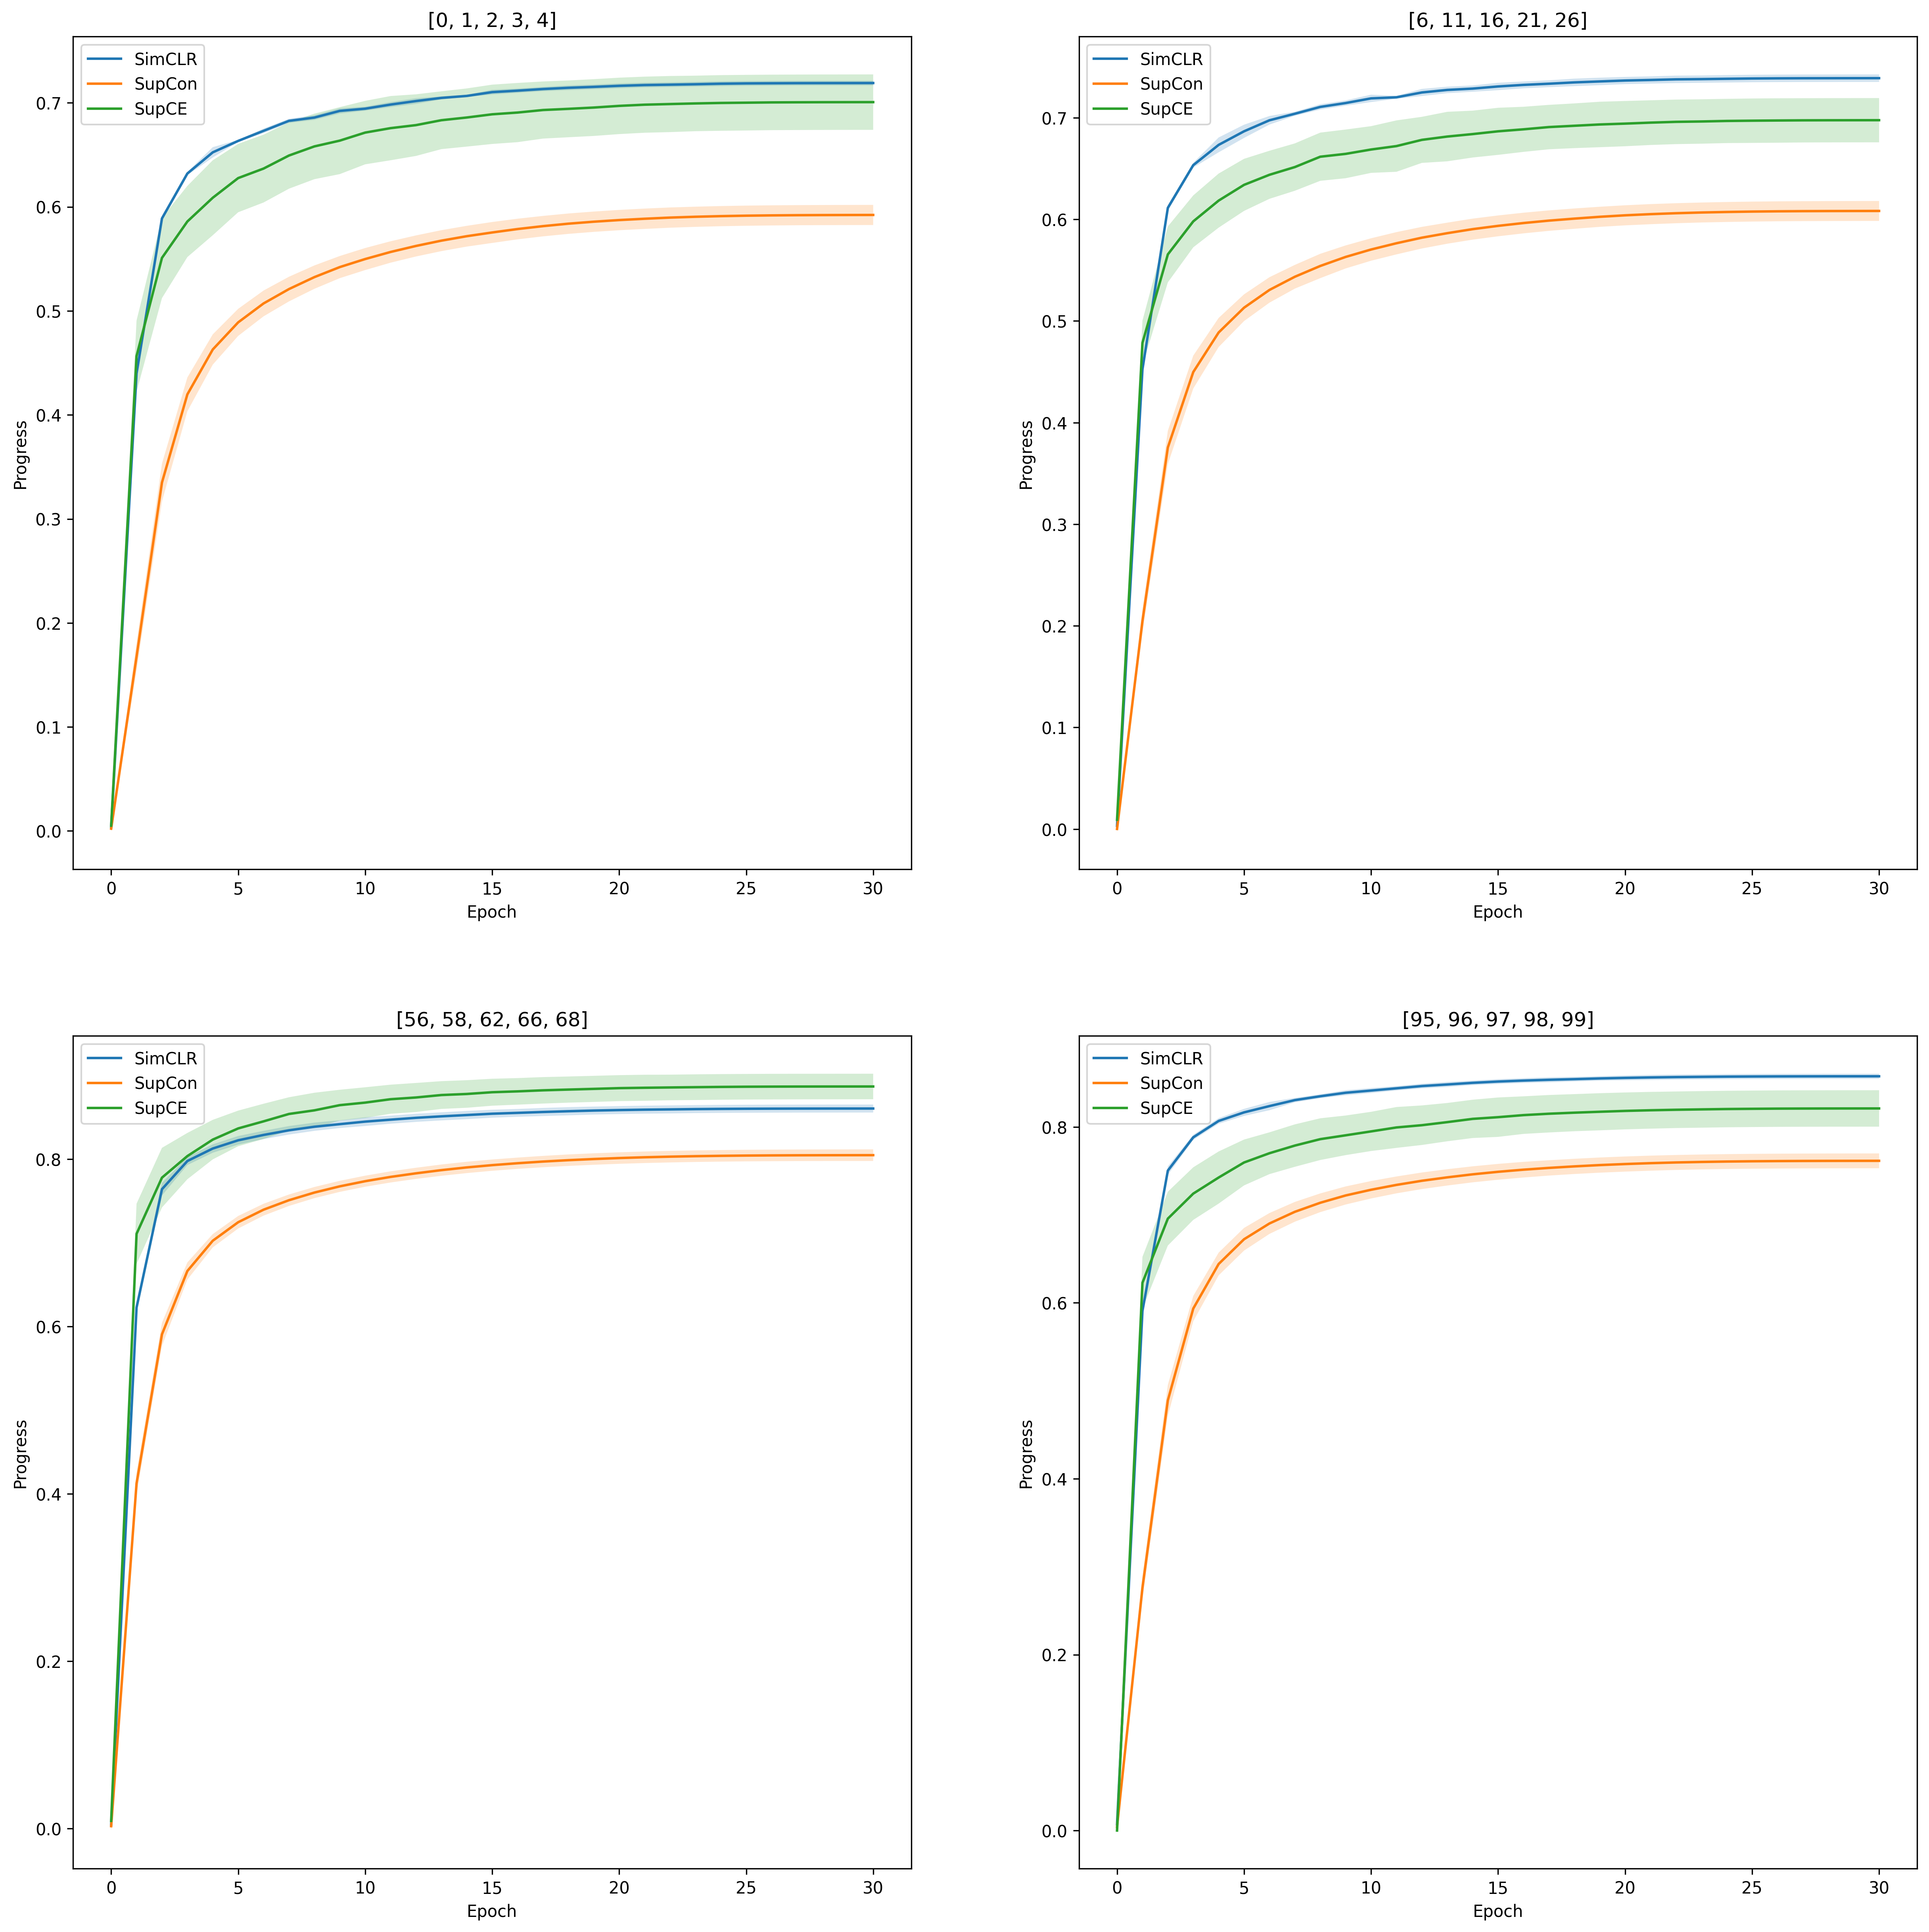 [0, 1, 2, 3, 4]
SimCLR
SupCon
SupCE
Progress
0.7
0.6
0.5
0.4
0.3
0.2
0.1
0.0
0 5 10 15 20 25 30
Epoch
[6, 11, 16, 21, 26]
SimCLR
SupCon
SupCE
Progress
0.7
0.6
0.5
0.4
0.3
0.2
0.1
0.0
0 5 10 15 20 25 30
Epoch
[56, 58, 62, 66, 68]
SimCLR
SupCon
SupCE
Progress
0.8
0.6
0.4
0.2
0.0
0 5 10 15 20 25 30
Epoch
[95, 96, 97, 98, 99]
SimCLR
SupCon
SupCE
Progress
0.8
0.6
0.4
0.2
0.0
0 5 10 15 20 25 30
Epoch